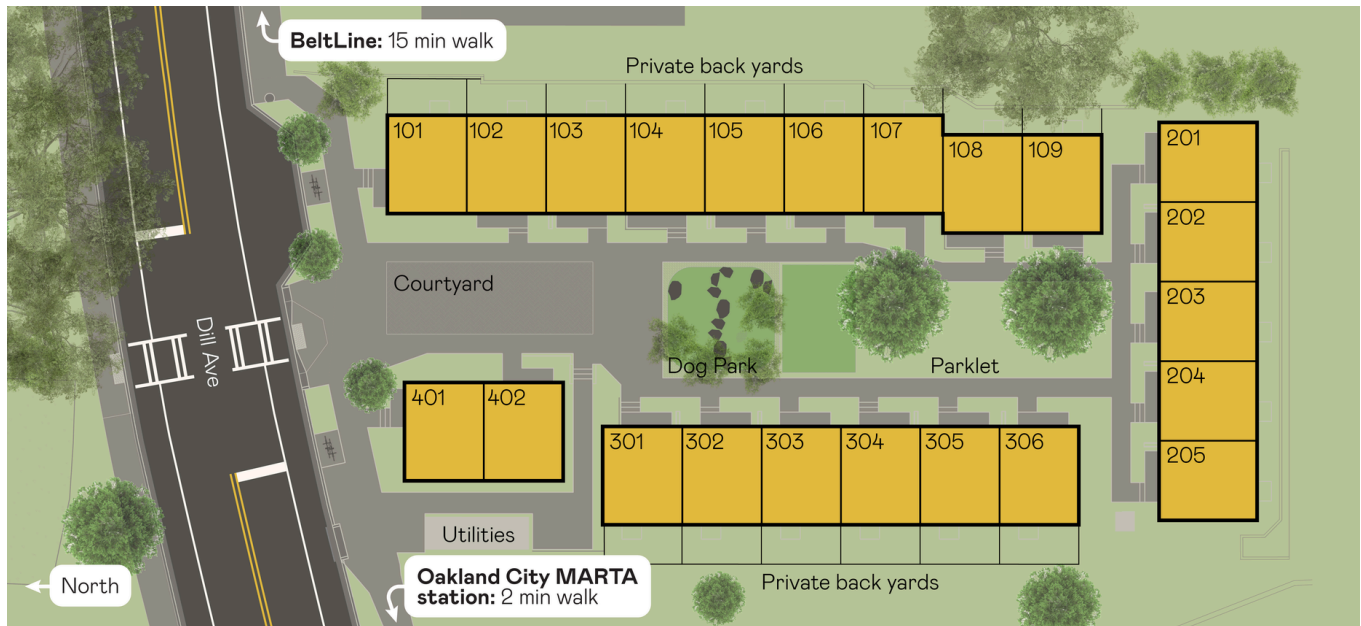 BeltLine: 15 min walk
Private back yards
101
102
103
104
105
106
107
108
109
201
202
203
204
205
Courtyard
Dill Ave
Dog Park
Parklet
401
402
301
302
303
304
305
306
Utilities
North
Oakland City MARTA
station: 2 min walk
Private back yards